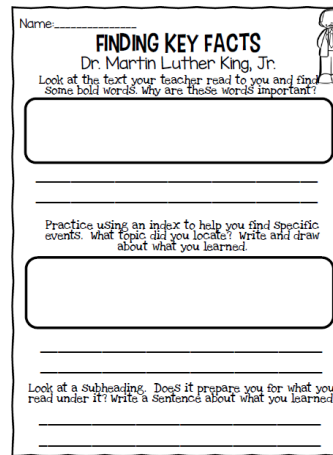 Name:_______________
FINDING KEY FACTS
Dr. Martin Luther King, Jr.
Look at the text your teacher read to you and find
some bold words. Why are these words important?
Practice using an index to help you find specific
events. What topic did you locate? Write and draw
about what you learned.
Look at a subheading. Does it prepare you for what you
read under it? Write a sentence about what you learned